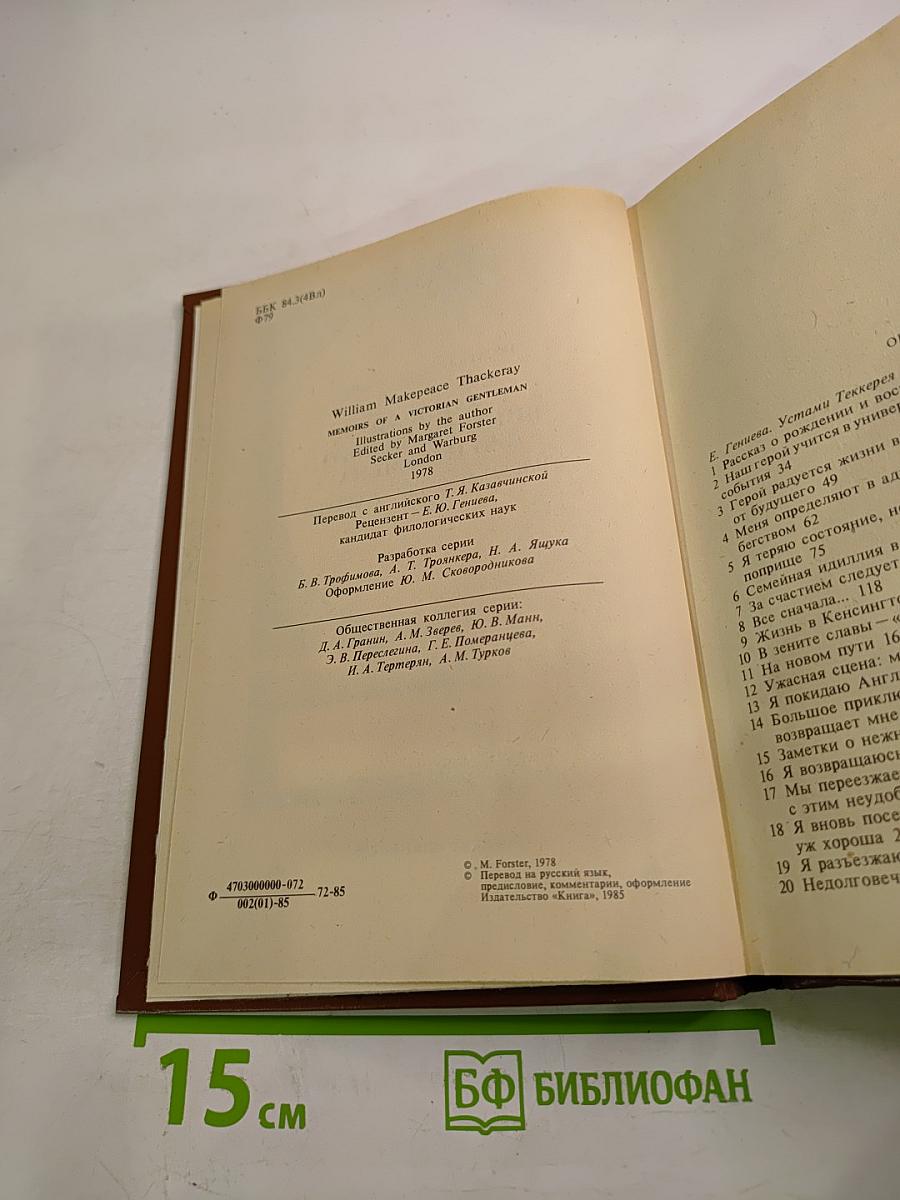 ББК 84.3(4Вл)
Ф79
William Makepeace Thackeray
MEMOIRS OF A VICTORIAN GENTLEMAN
Illustrations by the author
Edited by Margaret Forster
Secker and Warburg
London
1978
Перевод с английского Т. Я. Казавчинской
Рецензент — Е. Ю. Гениева,
кандидат филологических наук
Разработка серии
Б. В. Трофимова, А. Т. Троянкера, Н. А. Ящука
Оформление Ю. М. Сковородникова
Общественная коллегия серии:
Д. А. Гранин, А. М. Зверев, Ю. В. Манн,
Э. В. Переслегина, Г. Е. Померанцева,
И. А. Тертерян, А. М. Турков
Ф 4703000000-072 72-85
002(01)-85
© M. Forster, 1978
© Перевод на русский язык,
предисловие, комментарии, оформление
Издательство «Книга», 1985
Е. Гениева. Устами Теккерея
1 Рассказ о рождении и вос
2 Наш герой учится в универ
события 34
3 Герой радуется жизни в
от будущего 49
4 Меня определяют в ад
бегством 62
5 Я теряю состояние, но
поприще 75
6 Семейная идиллия в
7 За счастием следует
8 Все сначала... 118
9 Жизнь в Кенсингто
10 В зените славы — «
11 На новом пути 16
12 Ужасная сцена: м
13 Я покидаю Англ
14 Большое приклю
возвращает мне
15 Заметки о нежн
16 Я возвращаюсь
17 Мы переезжае
с этим неудоб
18 Я вновь посе
уж хороша 2
19 Я разъезжаю
20 Недолговеч
15 см
БФ БИБЛИОФАН